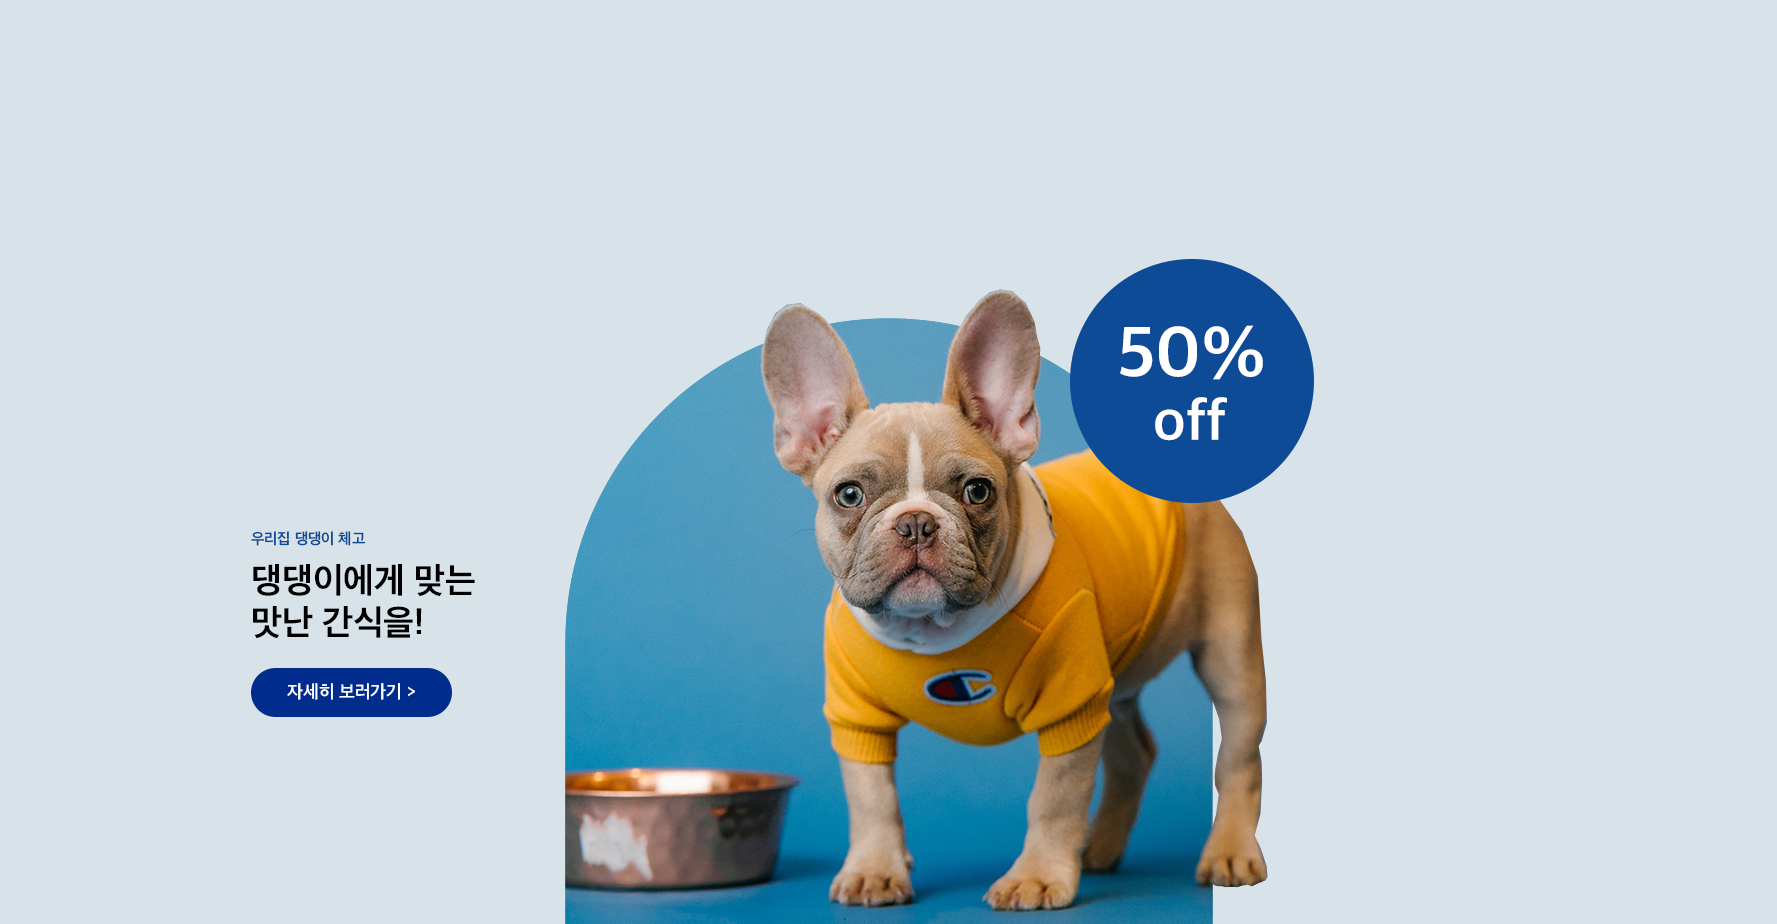 50%
off
우리집 댕댕이 체고
댕댕이에게 맞는
맛난 간식을!
자세히 보러가기 >